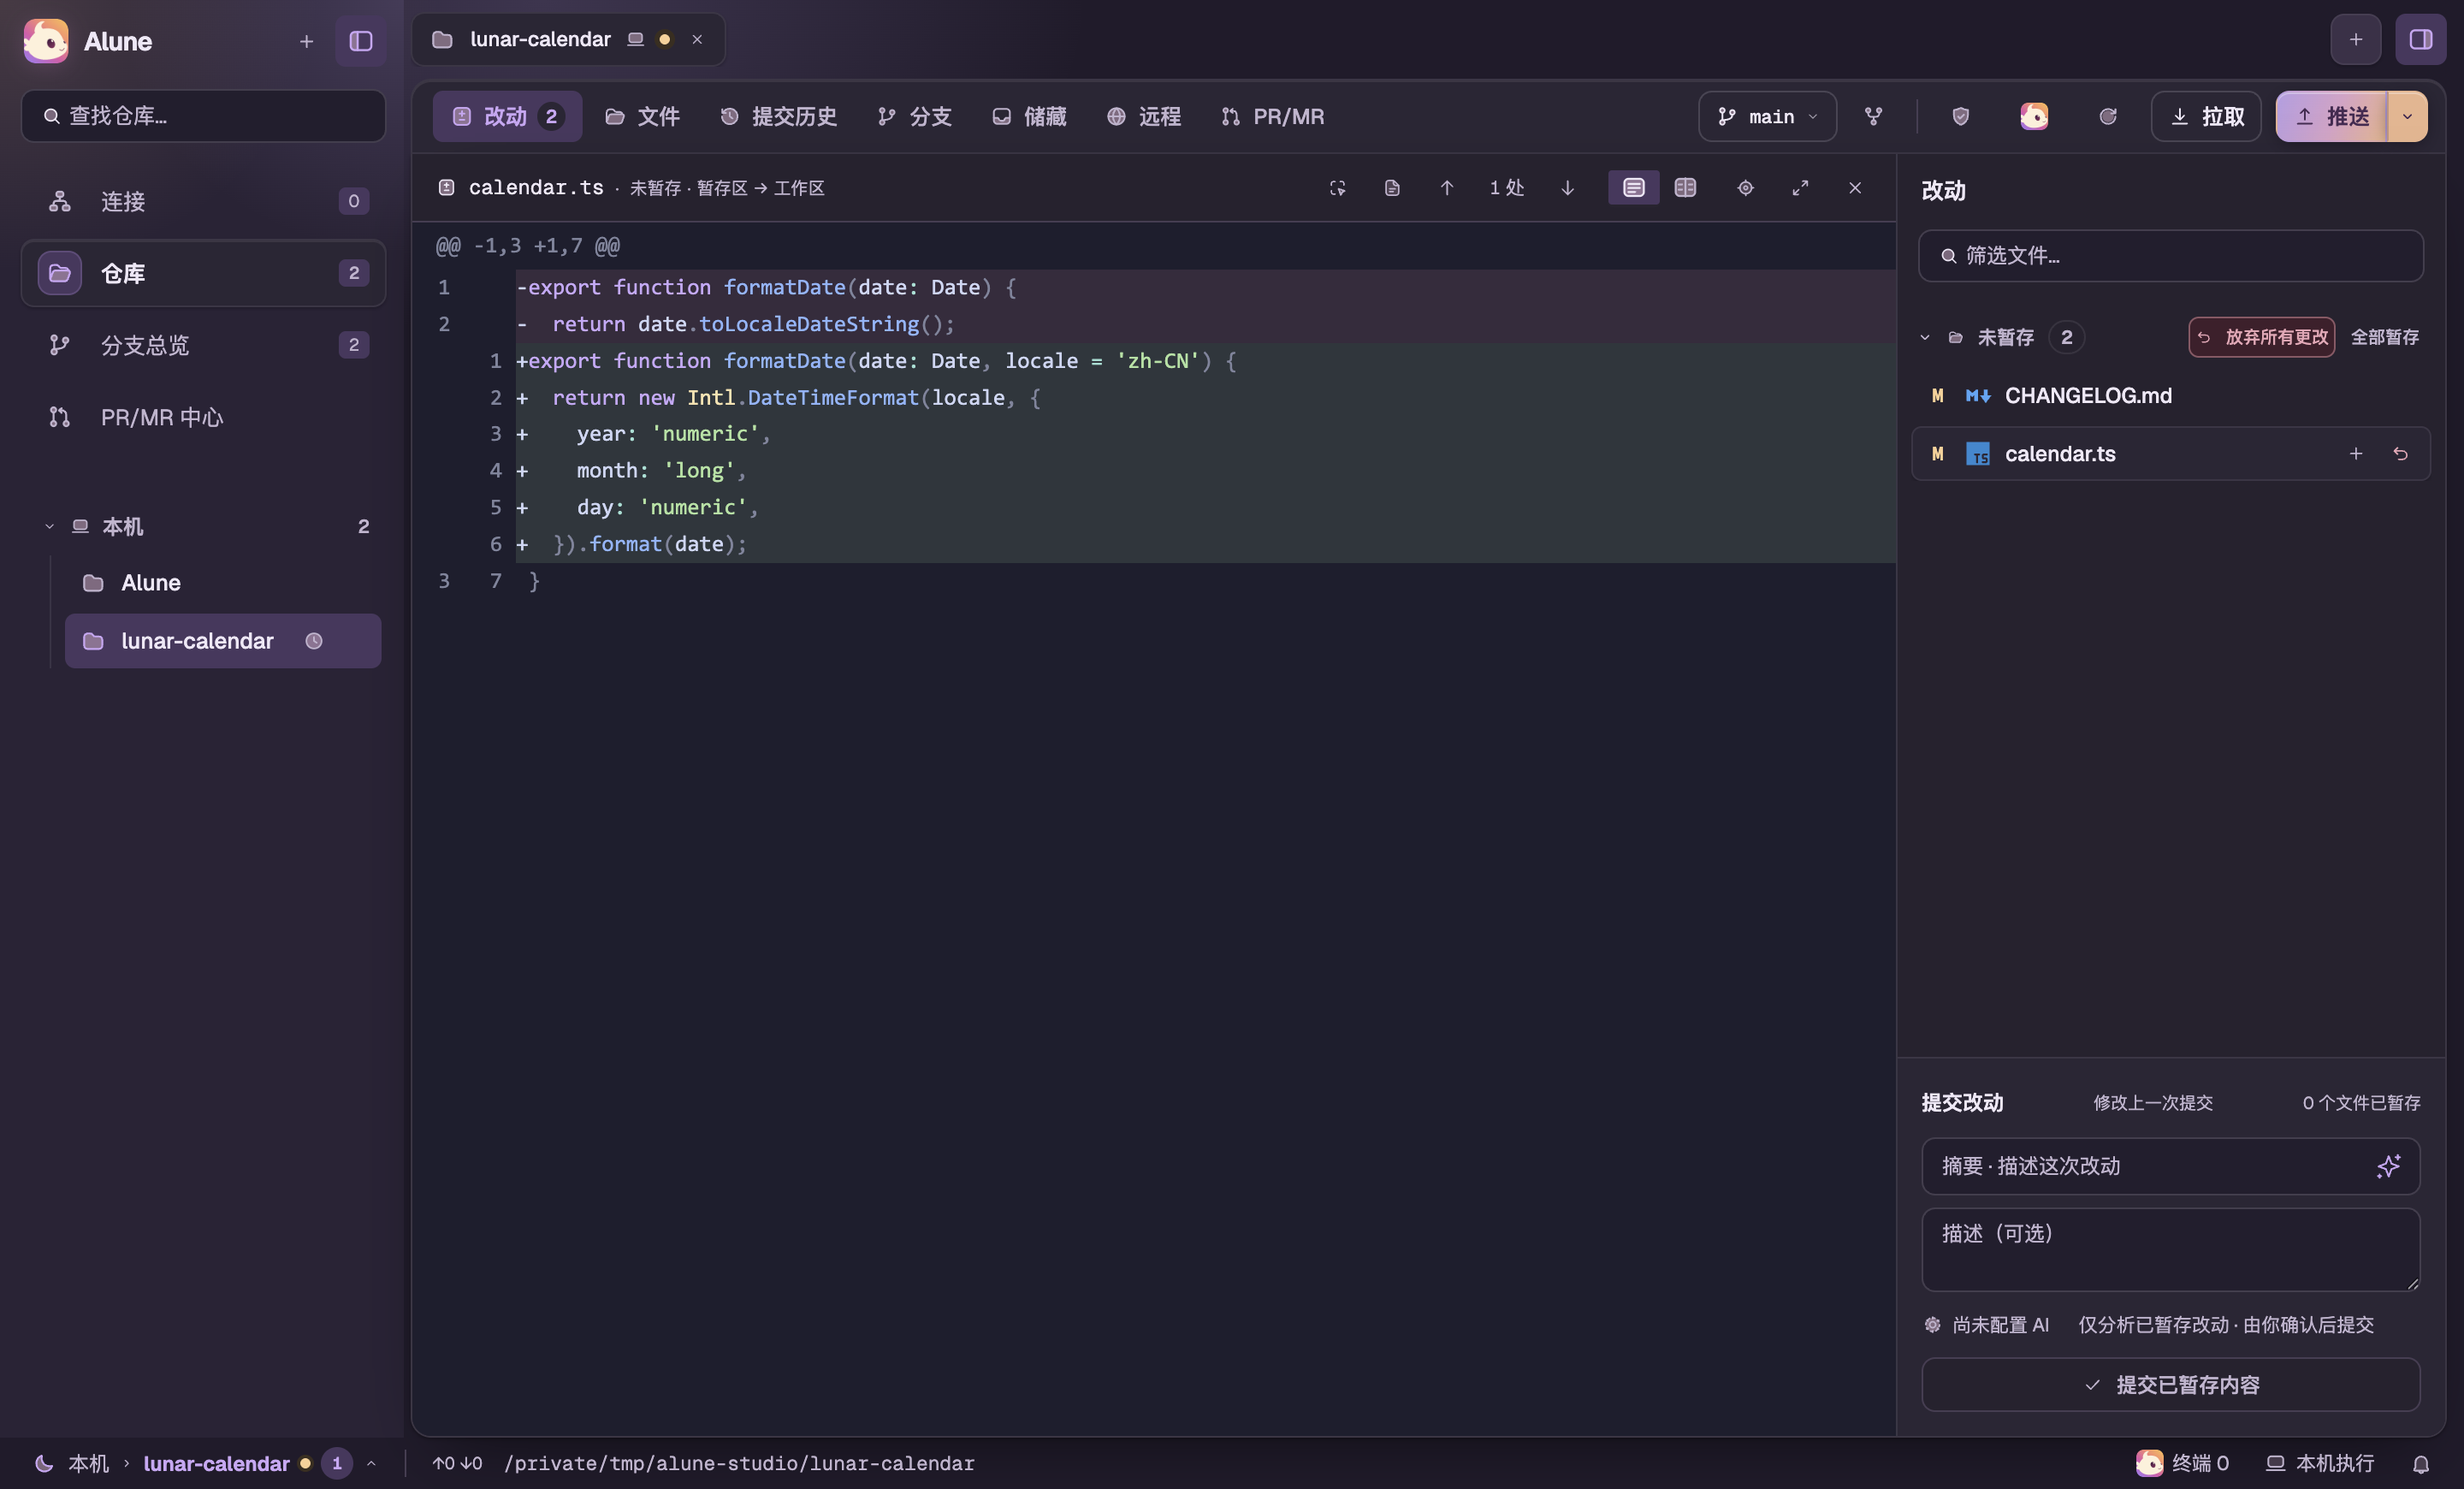 Alune
查找仓库...
连接 0
仓库 2
分支总览 2
PR/MR 中心
本机 2
Alune
lunar-calendar
lunar-calendar
改动 2 文件 提交历史 分支 储藏 远程 PR/MR main 拉取 推送
calendar.ts · 未暂存 · 暂存区 → 工作区 1 处
@@ -1,3 +1,7 @@
1 -export function formatDate(date: Date) {
2 -  return date.toLocaleDateString();
1 +export function formatDate(date: Date, locale = 'zh-CN') {
2 +  return new Intl.DateTimeFormat(locale, {
3 +    year: 'numeric',
4 +    month: 'long',
5 +    day: 'numeric',
6 +  }).format(date);
3 7 }
改动
筛选文件...
未暂存 2 放弃所有更改 全部暂存
M CHANGELOG.md
M TS calendar.ts
提交改动 修改上一次提交 0 个文件已暂存
摘要 · 描述这次改动
描述（可选）
尚未配置 AI 仅分析已暂存改动 · 由你确认后提交
提交已暂存内容
本机 › lunar-calendar 1 ↑0 ↓0 /private/tmp/alune-studio/lunar-calendar 终端 0 本机执行